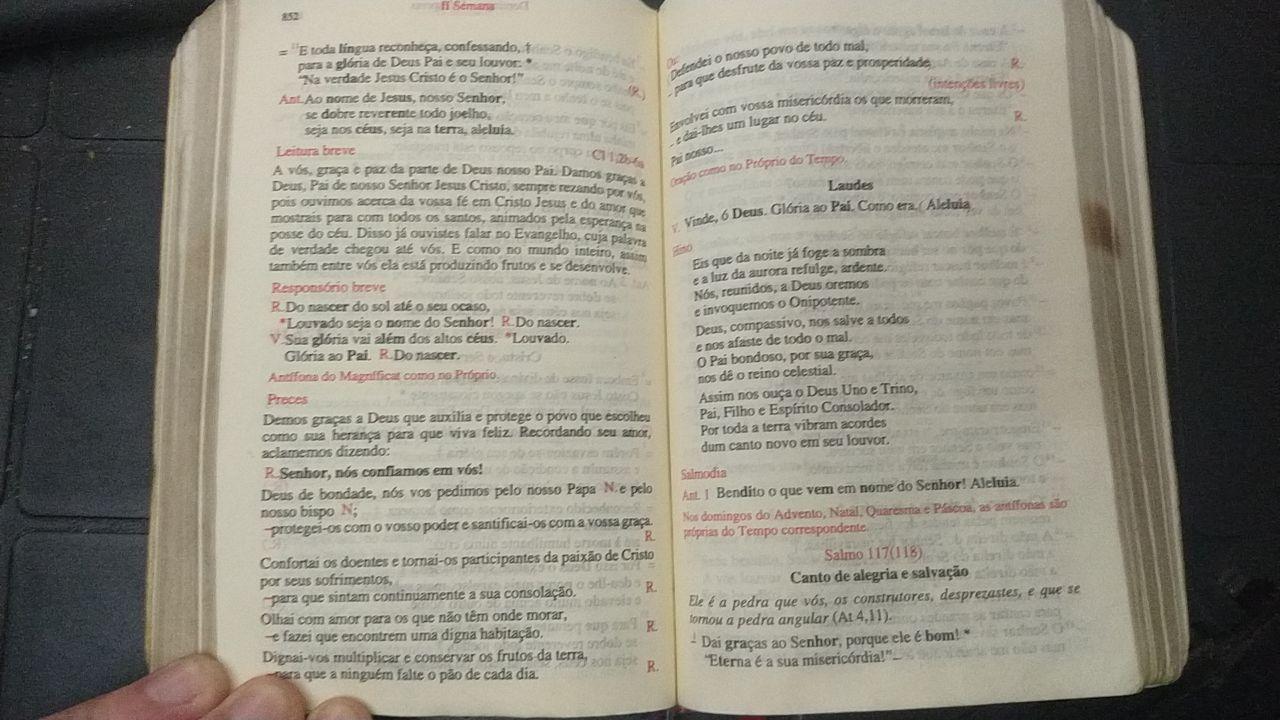 852
II Semana
= ¹¹E toda língua reconheça, confessando, †
para a glória de Deus Pai e seu louvor: *
"Na verdade Jesus Cristo é o Senhor!"
(R.)
Ant. Ao nome de Jesus, nosso Senhor,
se dobre reverente todo joelho,
seja nos céus, seja na terra, aleluia.
Leitura breve Cl 1,2b-6a
A vós, graça e paz da parte de Deus nosso Pai. Damos graças a
Deus, Pai de nosso Senhor Jesus Cristo, sempre rezando por vós,
pois ouvimos acerca da vossa fé em Cristo Jesus e do amor que
mostrais para com todos os santos, animados pela esperança na
posse do céu. Disso já ouvistes falar no Evangelho, cuja palavra
de verdade chegou até vós. E como no mundo inteiro, assim
também entre vós ela está produzindo frutos e se desenvolve.
Responsório breve
R. Do nascer do sol até o seu ocaso,
*Louvado seja o nome do Senhor! R. Do nascer.
V. Sua glória vai além dos altos céus. *Louvado.
Glória ao Pai. R. Do nascer.
Antífona do Magnificat como no Próprio.
Preces
Demos graças a Deus que auxilia e protege o povo que escolheu
como sua herança para que viva feliz. Recordando seu amor,
aclamemos dizendo:
R. Senhor, nós confiamos em vós!
Deus de bondade, nós vos pedimos pelo nosso Papa N. e pelo
nosso bispo N;
–protegei-os com o vosso poder e santificai-os com a vossa graça.
R.
Confortai os doentes e tornai-os participantes da paixão de Cristo
por seus sofrimentos,
–para que sintam continuamente a sua consolação. R.
Olhai com amor para os que não têm onde morar,
–e fazei que encontrem uma digna habitação. R.
Dignai-vos multiplicar e conservar os frutos da terra,
–para que a ninguém falte o pão de cada dia. R.
Defendei o nosso povo de todo mal,
– para que desfrute da vossa paz e prosperidade. R.
(intenções livres)
Envolvei com vossa misericórdia os que morreram,
– e dai-lhes um lugar no céu. R.
Pai nosso...
Oração como no Próprio do Tempo.
Laudes
V. Vinde, ó Deus. Glória ao Pai. Como era. Aleluia
Hino
Eis que da noite já foge a sombra
e a luz da aurora refulge, ardente.
Nós, reunidos, a Deus oremos
e invoquemos o Onipotente.
Deus, compassivo, nos salve a todos
e nos afaste de todo o mal.
O Pai bondoso, por sua graça,
nos dê o reino celestial.
Assim nos ouça o Deus Uno e Trino,
Pai, Filho e Espírito Consolador.
Por toda a terra vibram acordes
dum canto novo em seu louvor.
Salmodia
Ant. 1 Bendito o que vem em nome do Senhor! Aleluia.
Nos domingos do Advento, Natal, Quaresma e Páscoa, as antífonas são
próprias do Tempo correspondente.
Salmo 117(118)
Canto de alegria e salvação
Ele é a pedra que vós, os construtores, desprezastes, e que se
tornou a pedra angular (At 4,11).
¹ Dai graças ao Senhor, porque ele é bom! *
"Eterna é a sua misericórdia!"–